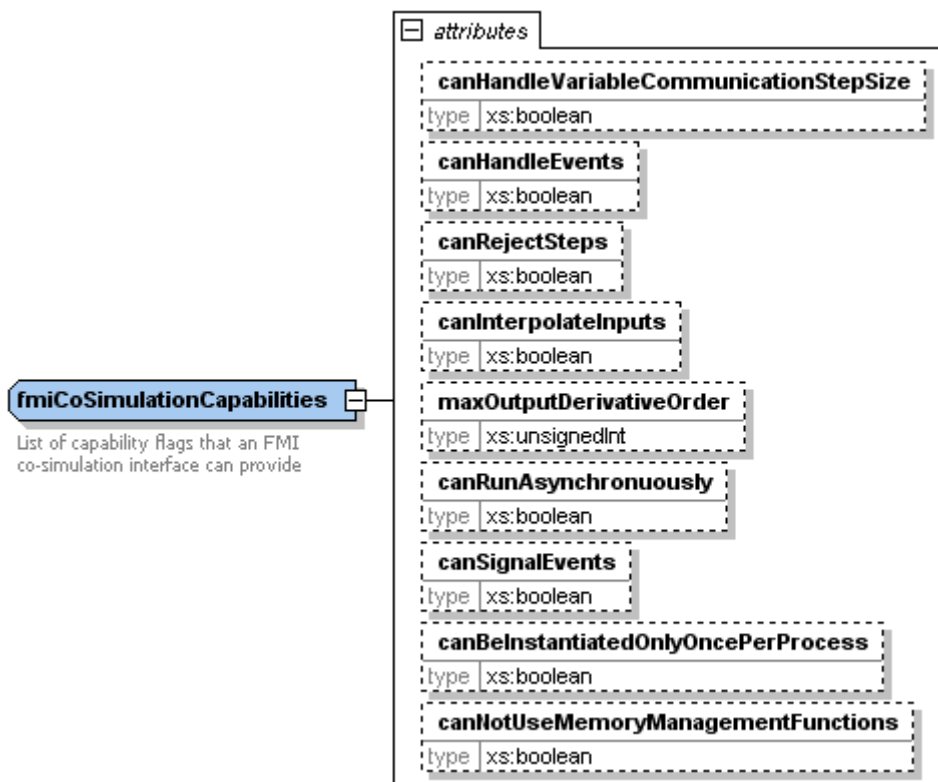 attributes
canHandleVariableCommunicationStepSize
type xs:boolean
canHandleEvents
type xs:boolean
canRejectSteps
type xs:boolean
canInterpolateInputs
type xs:boolean
fmiCoSimulationCapabilities
List of capability flags that an FMI
co-simulation interface can provide
maxOutputDerivativeOrder
type xs:unsignedInt
canRunAsynchronuously
type xs:boolean
canSignalEvents
type xs:boolean
canBeInstantiatedOnlyOncePerProcess
type xs:boolean
canNotUseMemoryManagementFunctions
type xs:boolean